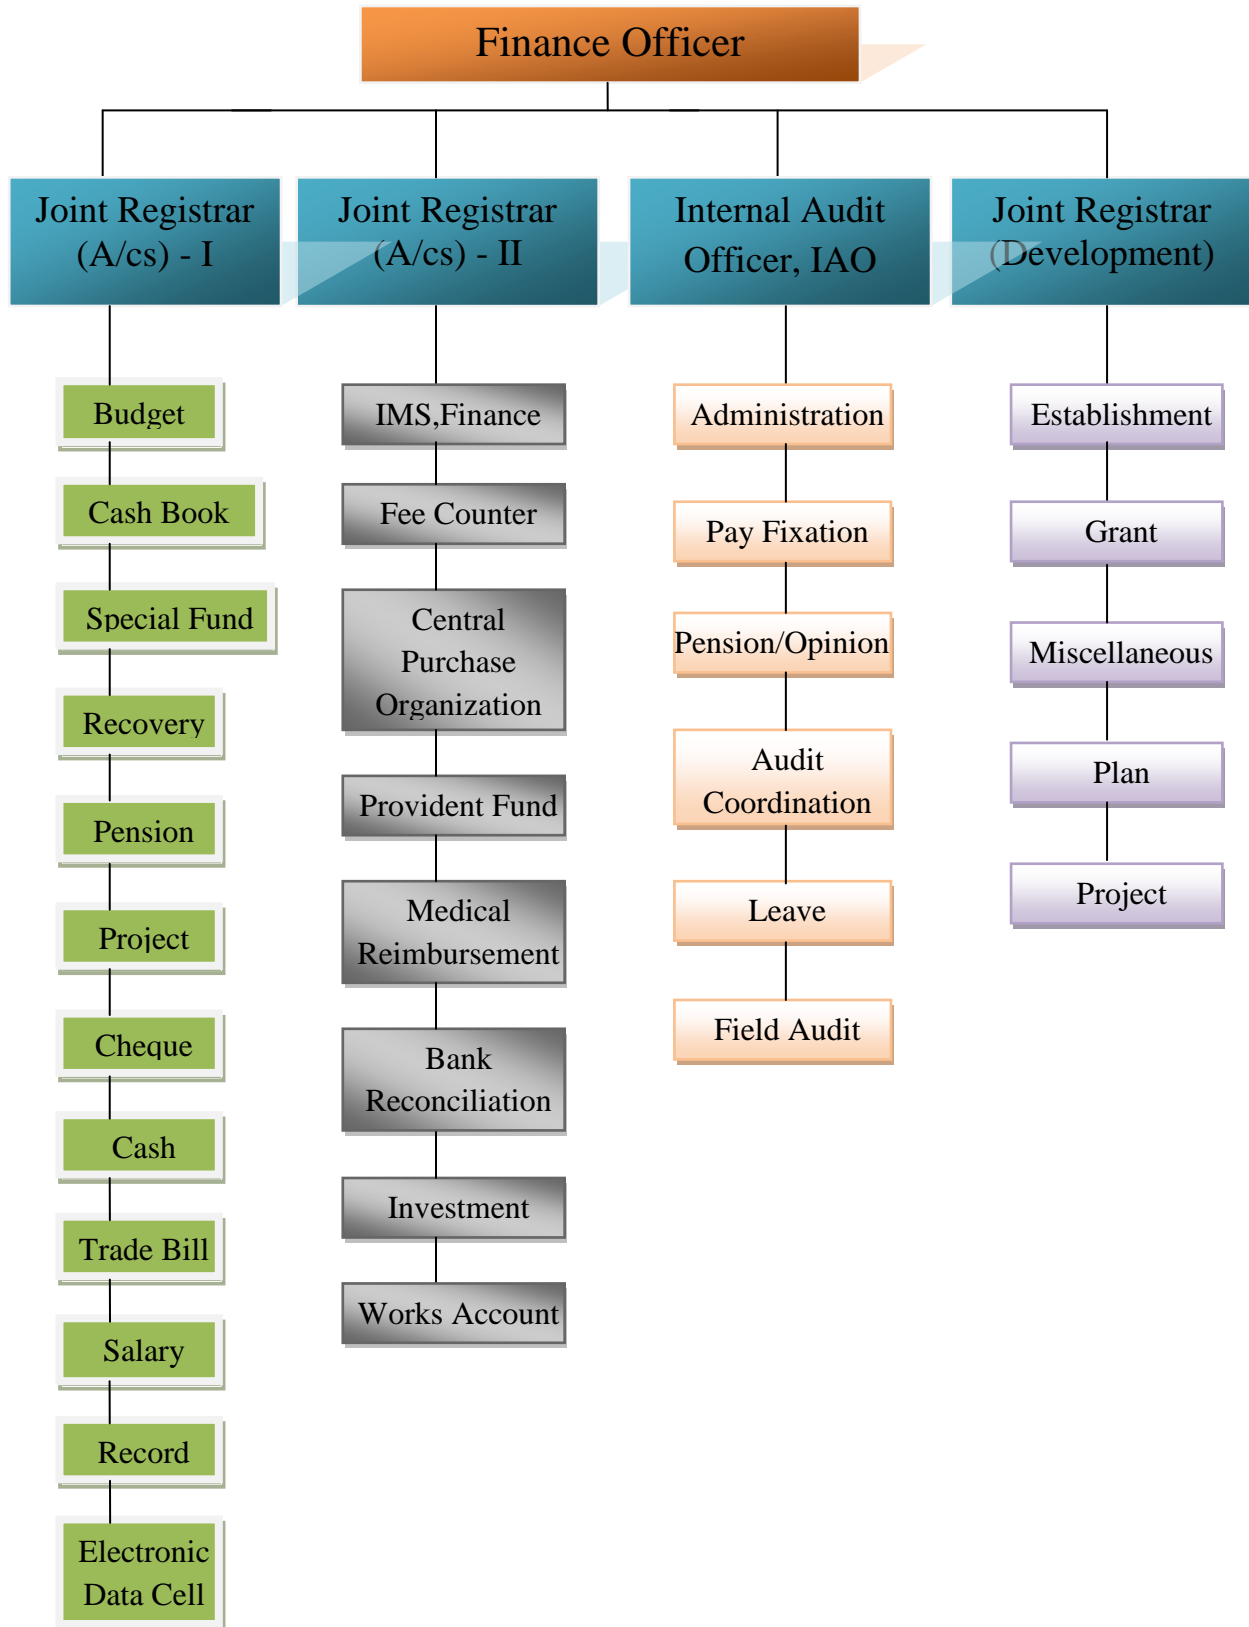 Finance Officer
Joint Registrar
(A/cs) - I
Joint Registrar
(A/cs) - II
Internal Audit
Officer, IAO
Joint Registrar
(Development)
Budget
Cash Book
Special Fund
Recovery
Pension
Project
Cheque
Cash
Trade Bill
Salary
Record
Electronic
Data Cell
IMS,Finance
Fee Counter
Central
Purchase
Organization
Provident Fund
Medical
Reimbursement
Bank
Reconciliation
Investment
Works Account
Administration
Pay Fixation
Pension/Opinion
Audit
Coordination
Leave
Field Audit
Establishment
Grant
Miscellaneous
Plan
Project